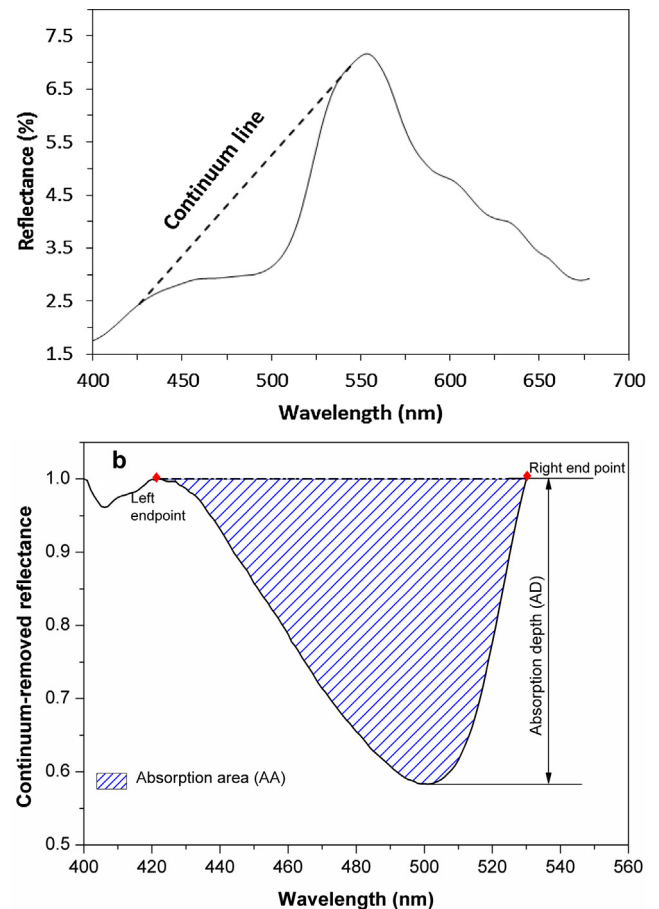 7.5
6.5
5.5
4.5
3.5
2.5
1.5
Reflectance (%)
Continuum line
400 450 500 550 600 650 700
Wavelength (nm)
b
1.0
0.9
0.8
0.7
0.6
0.5
Continuum-removed reflectance
Left
endpoint
Right end point
Absorption depth (AD)
Absorption area (AA)
400 420 440 460 480 500 520 540 560
Wavelength (nm)